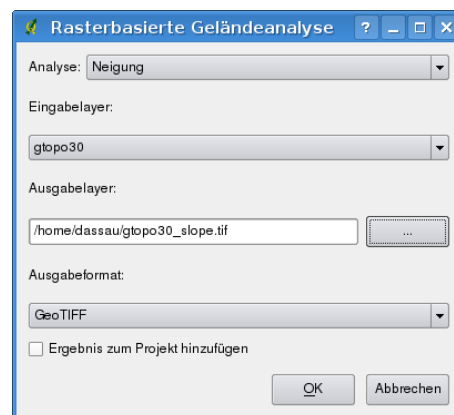 Rasterbasierte Geländeanalyse ?
Analyse: Neigung
Eingabelayer:
gtopo30
Ausgabelayer:
/home/dassau/gtopo30_slope.tif ...
Ausgabeformat:
GeoTIFF
Ergebnis zum Projekt hinzufügen
OK Abbrechen